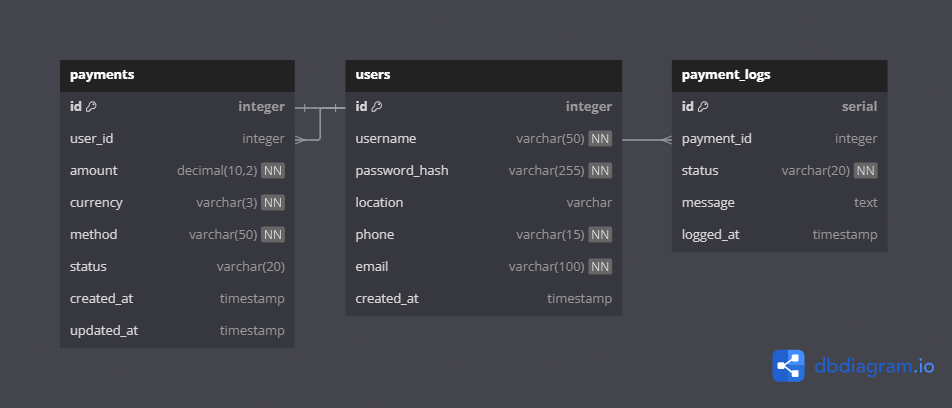 payments
id integer
user_id integer
amount decimal(10,2) NN
currency varchar(3) NN
method varchar(50) NN
status varchar(20)
created_at timestamp
updated_at timestamp
users
id integer
username varchar(50) NN
password_hash varchar(255) NN
location varchar
phone varchar(15) NN
email varchar(100) NN
created_at timestamp
payment_logs
id serial
payment_id integer
status varchar(20) NN
message text
logged_at timestamp
dbdiagram.io